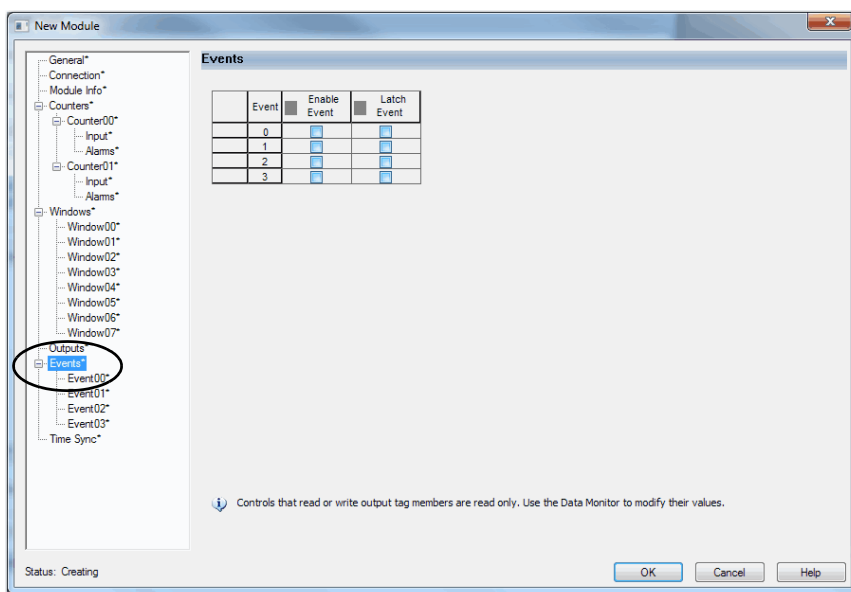 New Module
x
General*
Connection*
Module Info*
Counters*
Counter00*
Input*
Alarms*
Counter01*
Input*
Alarms*
Windows*
Window00*
Window01*
Window02*
Window03*
Window04*
Window05*
Window06*
Window07*
Outputs*
Events*
Event00*
Event01*
Event02*
Event03*
Time Sync*
Events
Event Enable Event Latch Event
0
1
2
3
Controls that read or write output tag members are read only. Use the Data Monitor to modify their values.
Status: Creating
OK Cancel Help